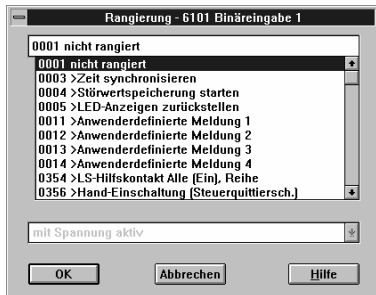 Rangierung - 6101 Binäreingabe 1
0001 nicht rangiert
0001 nicht rangiert
0003 >Zeit synchronisieren
0004 >Störwertspeicherung starten
0005 >LED-Anzeigen zurückstellen
0011 >Anwenderdefinierte Meldung 1
0012 >Anwenderdefinierte Meldung 2
0013 >Anwenderdefinierte Meldung 3
0014 >Anwenderdefinierte Meldung 4
0354 >LS-Hilfskontakt Alle (Ein), Reihe
0356 >Hand-Einschaltung (Steuerquittiersch.)
mit Spannung aktiv
OK Abbrechen Hilfe